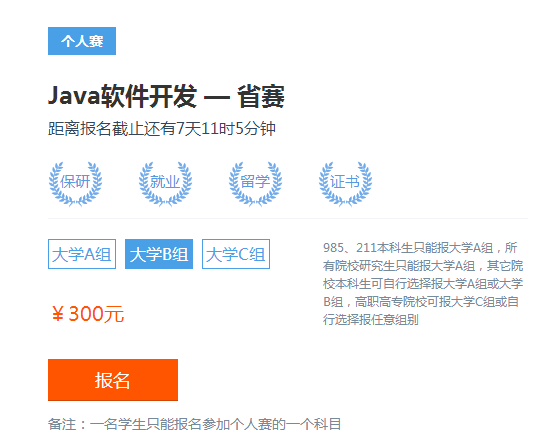 个人赛
Java软件开发 — 省赛
距离报名截止还有7天11时5分钟
保研 就业 留学 证书
大学A组 大学B组 大学C组
985、211本科生只能报大学A组，所
有院校研究生只能报大学A组，其它院
校本科生可自行选择报大学A组或大学
B组，高职高专院校可报大学C组或自
行选择报任意组别
￥300元
报名
备注：一名学生只能报名参加个人赛的一个科目